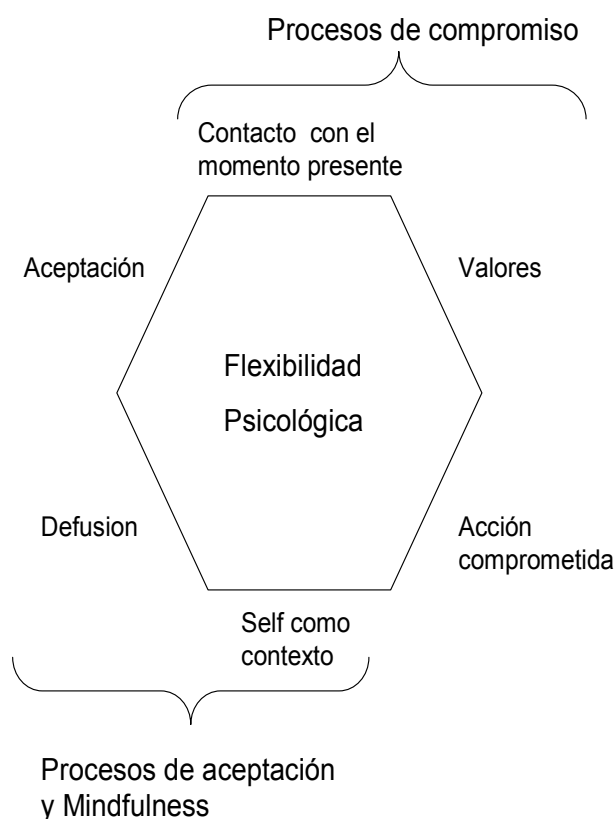 Procesos de compromiso
Contacto con el
momento presente
Aceptación
Valores
Flexibilidad
Psicológica
Defusion
Acción
comprometida
Self como
contexto
Procesos de aceptación
y Mindfulness